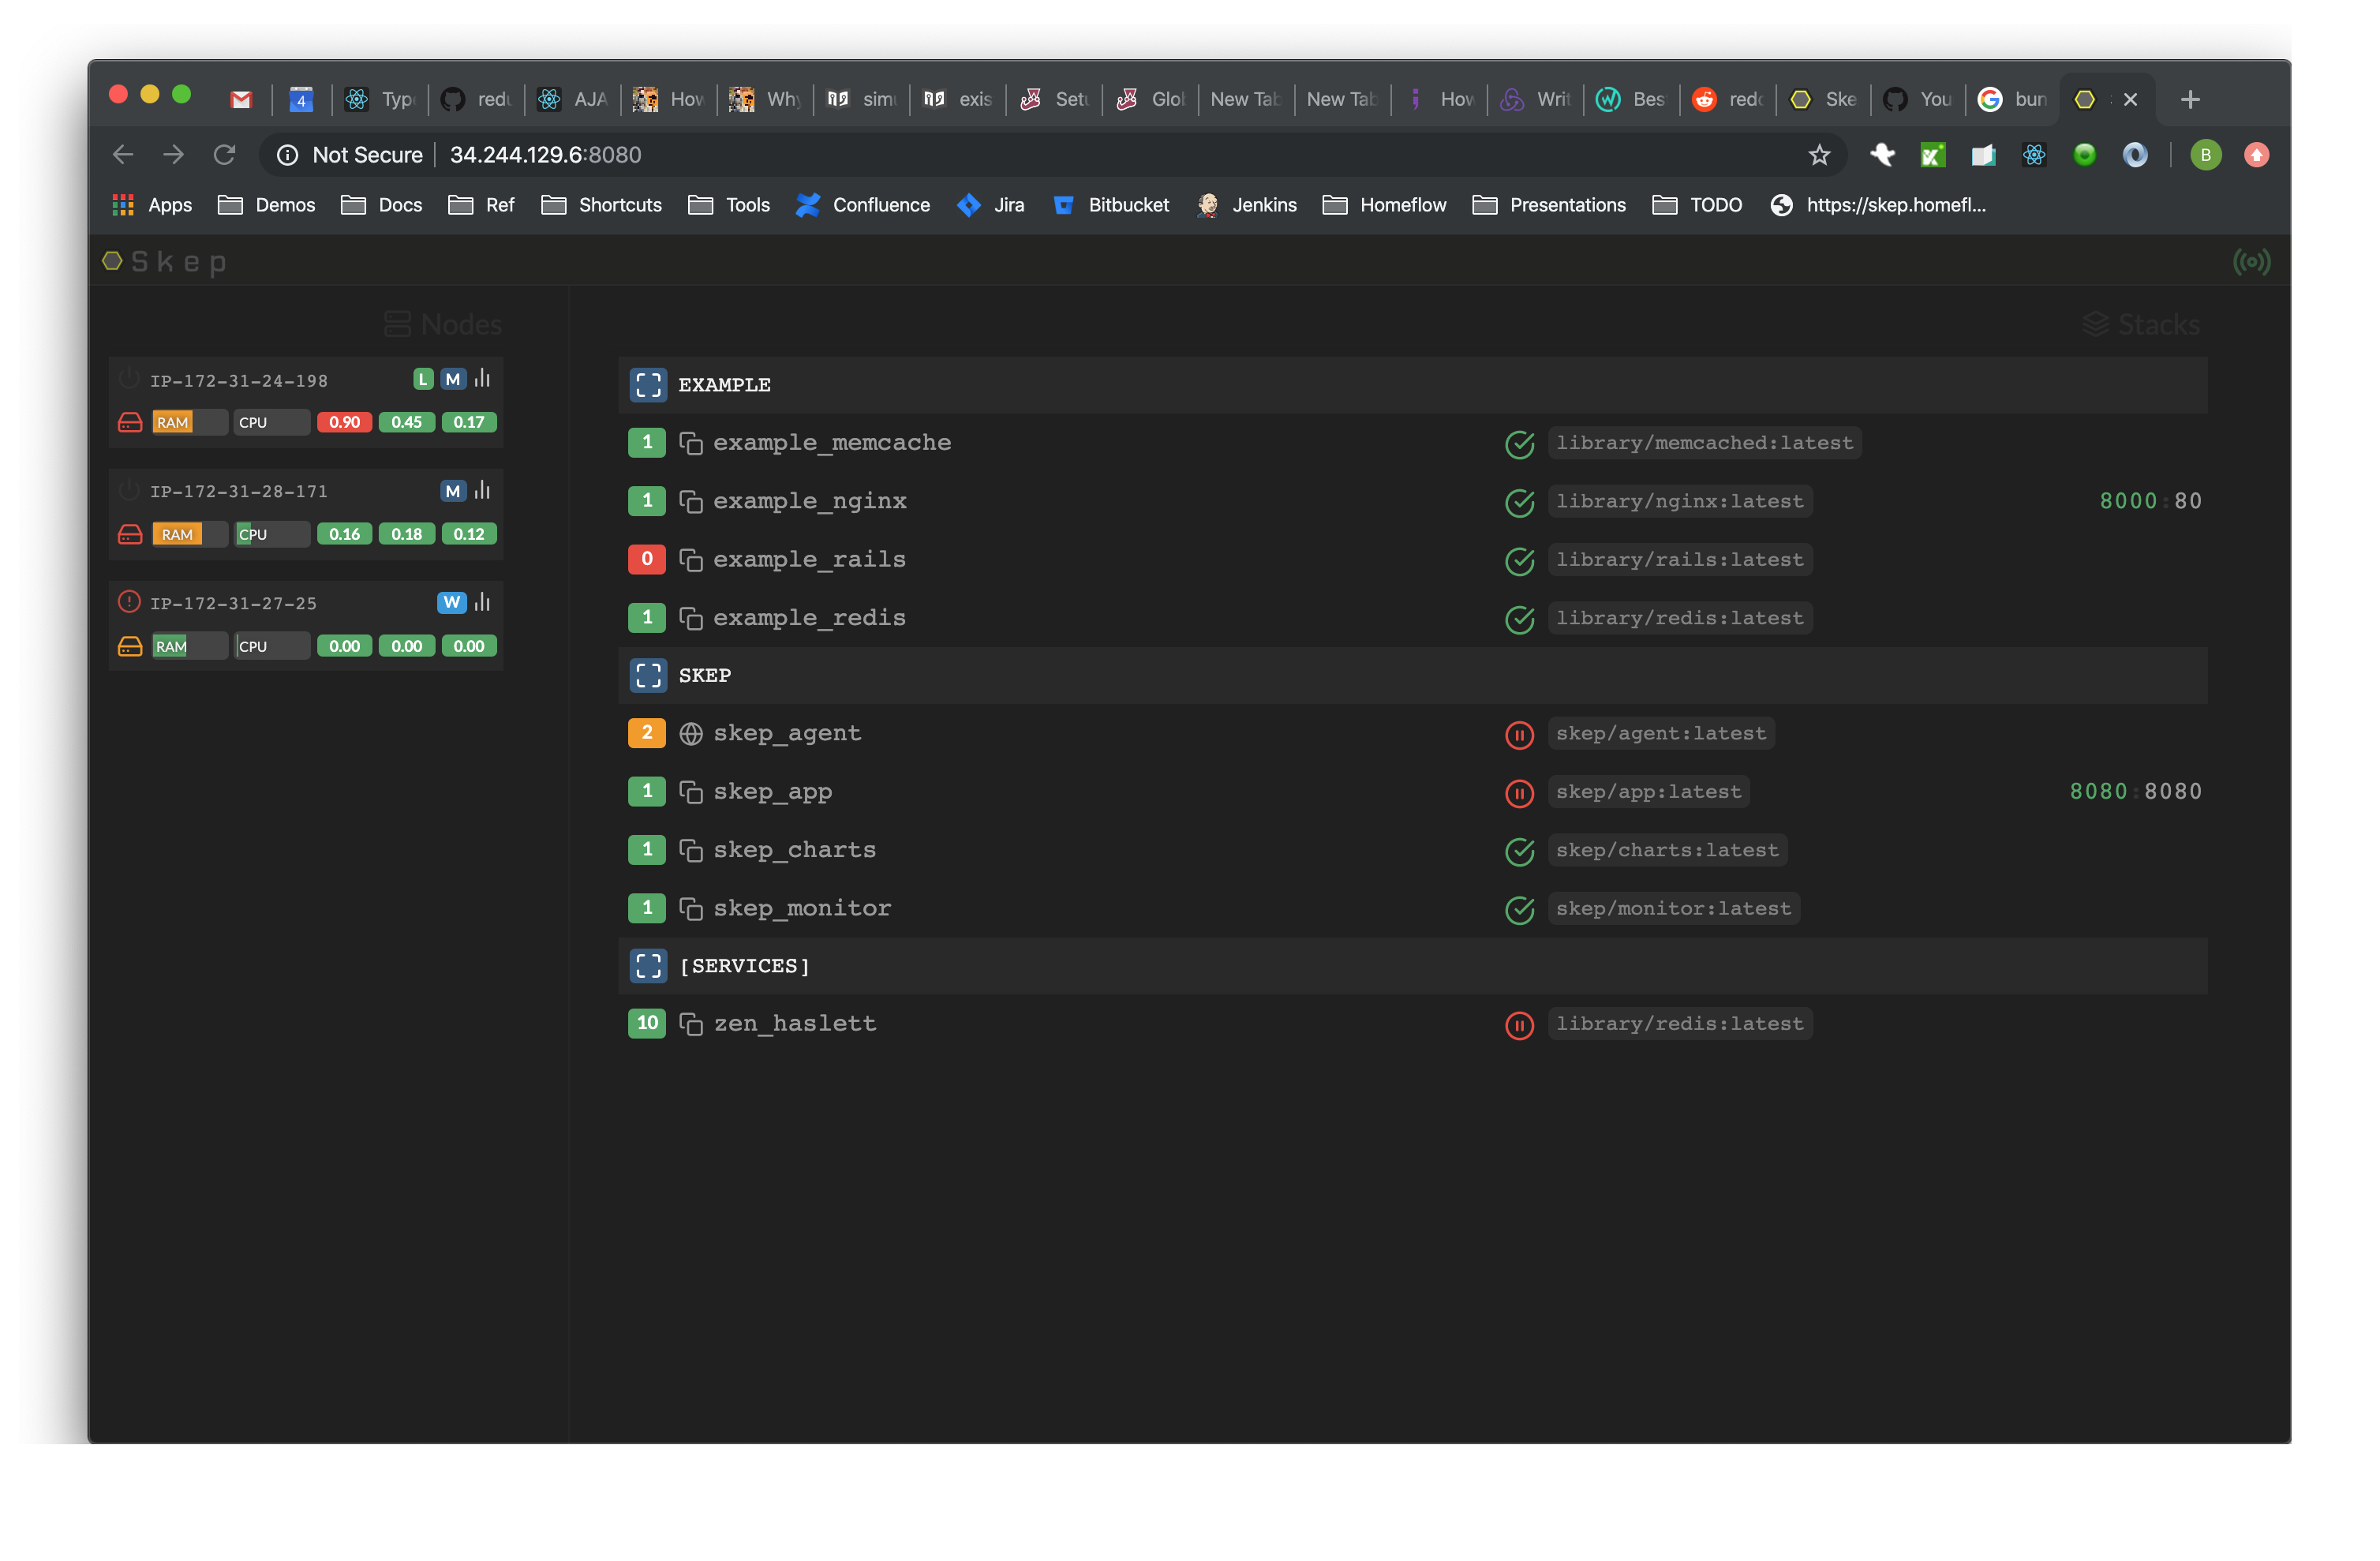 4 Typ redu AJA How Why sim exis Set Glo New Tab New Tab How Writ Bes redd Ske You bun
Not Secure 34.244.129.6:8080 B
Apps Demos Docs Ref Shortcuts Tools Confluence Jira Bitbucket Jenkins Homeflow Presentations TODO https://skep.homefl...
Skep
Nodes
IP-172-31-24-198 L M
RAM CPU 0.90 0.45 0.17
IP-172-31-28-171 M
RAM CPU 0.16 0.18 0.12
IP-172-31-27-25 W
RAM CPU 0.00 0.00 0.00
Stacks
EXAMPLE
1 example_memcache library/memcached:latest
1 example_nginx library/nginx:latest 8000:80
0 example_rails library/rails:latest
1 example_redis library/redis:latest
SKEP
2 skep_agent skep/agent:latest
1 skep_app skep/app:latest 8080:8080
1 skep_charts skep/charts:latest
1 skep_monitor skep/monitor:latest
[SERVICES]
10 zen_haslett library/redis:latest